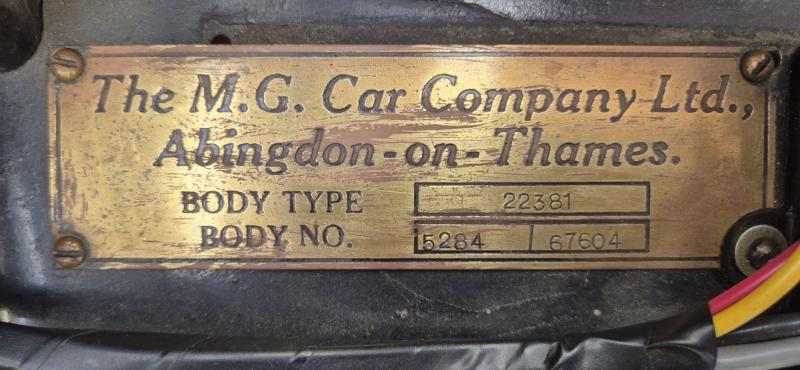 The M.G. Car Company Ltd.,
Abingdon-on-Thames.
BODY TYPE 22381
BODY NO. 5284 67604